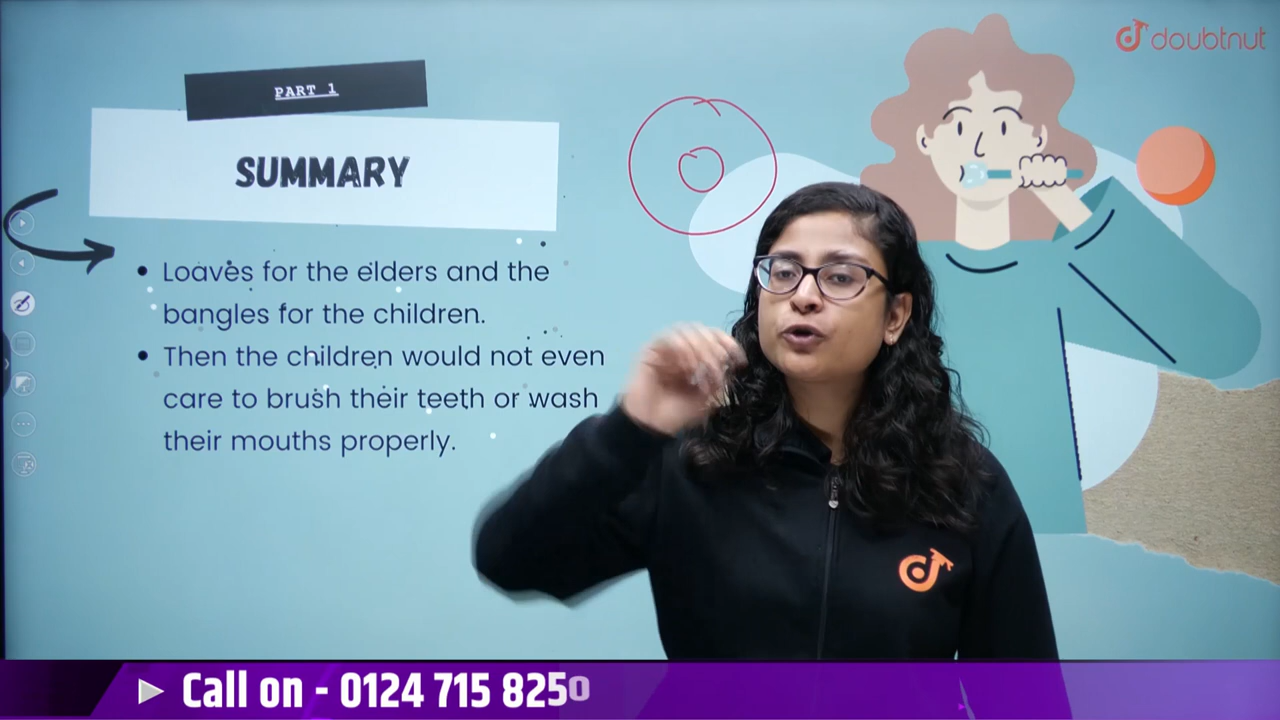 doubtnut
PART 1
SUMMARY
• Loaves for the elders and the
bangles for the children.
• Then the children would not even
care to brush their teeth or wash
their mouths properly.
Call on - 0124 715 8250